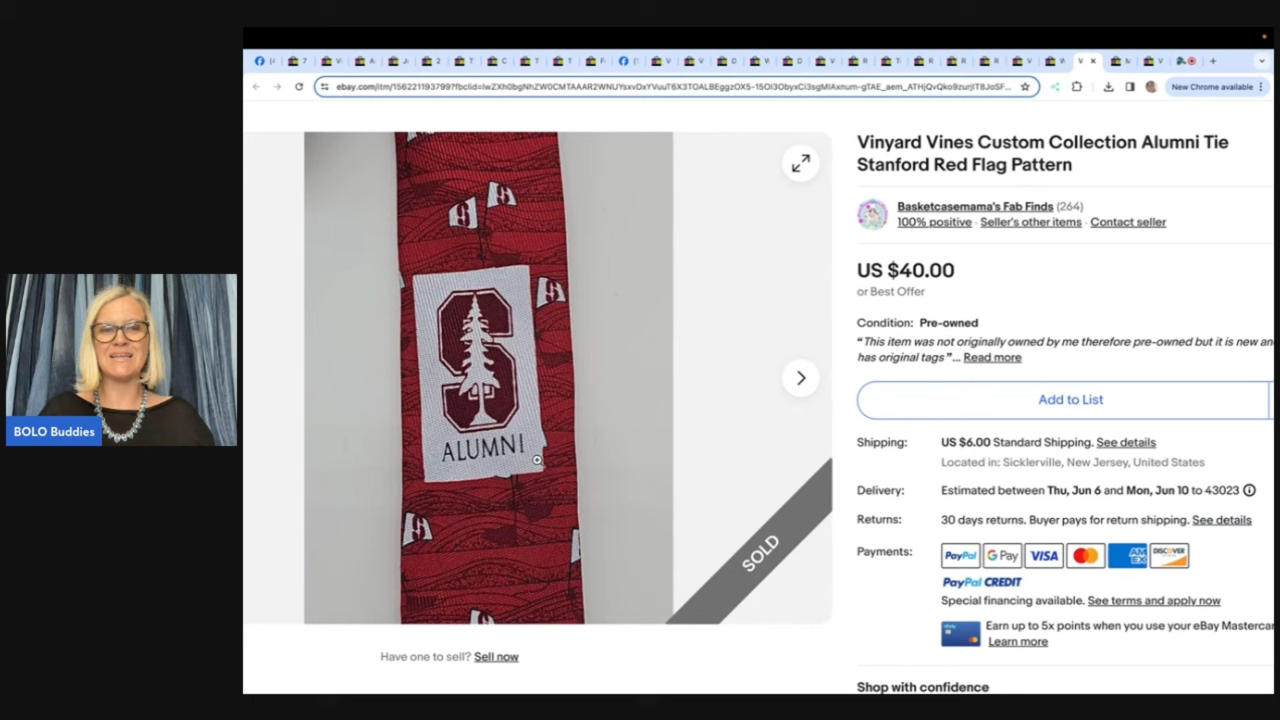 ebay.com/itm/156221193799?fbclid=
New Chrome available
Vinyard Vines Custom Collection Alumni Tie
Stanford Red Flag Pattern
Basketcasemama's Fab Finds (264)
100% positive · Seller's other items · Contact seller
US $40.00
or Best Offer
Condition: Pre-owned
“This item was not originally owned by me therefore pre-owned but it is new an
has original tags”... Read more
Add to List
Shipping: US $6.00 Standard Shipping. See details
Located in: Sicklerville, New Jersey, United States
Delivery: Estimated between Thu, Jun 6 and Mon, Jun 10 to 43023
Returns: 30 days returns. Buyer pays for return shipping. See details
Payments: PayPal G Pay VISA AM EX DISCOVER
PayPal CREDIT
Special financing available. See terms and apply now
Earn up to 5x points when you use your eBay Mastercar
Learn more
Shop with confidence
S
ALUMNI
SOLD
Have one to sell? Sell now
BOLO Buddies